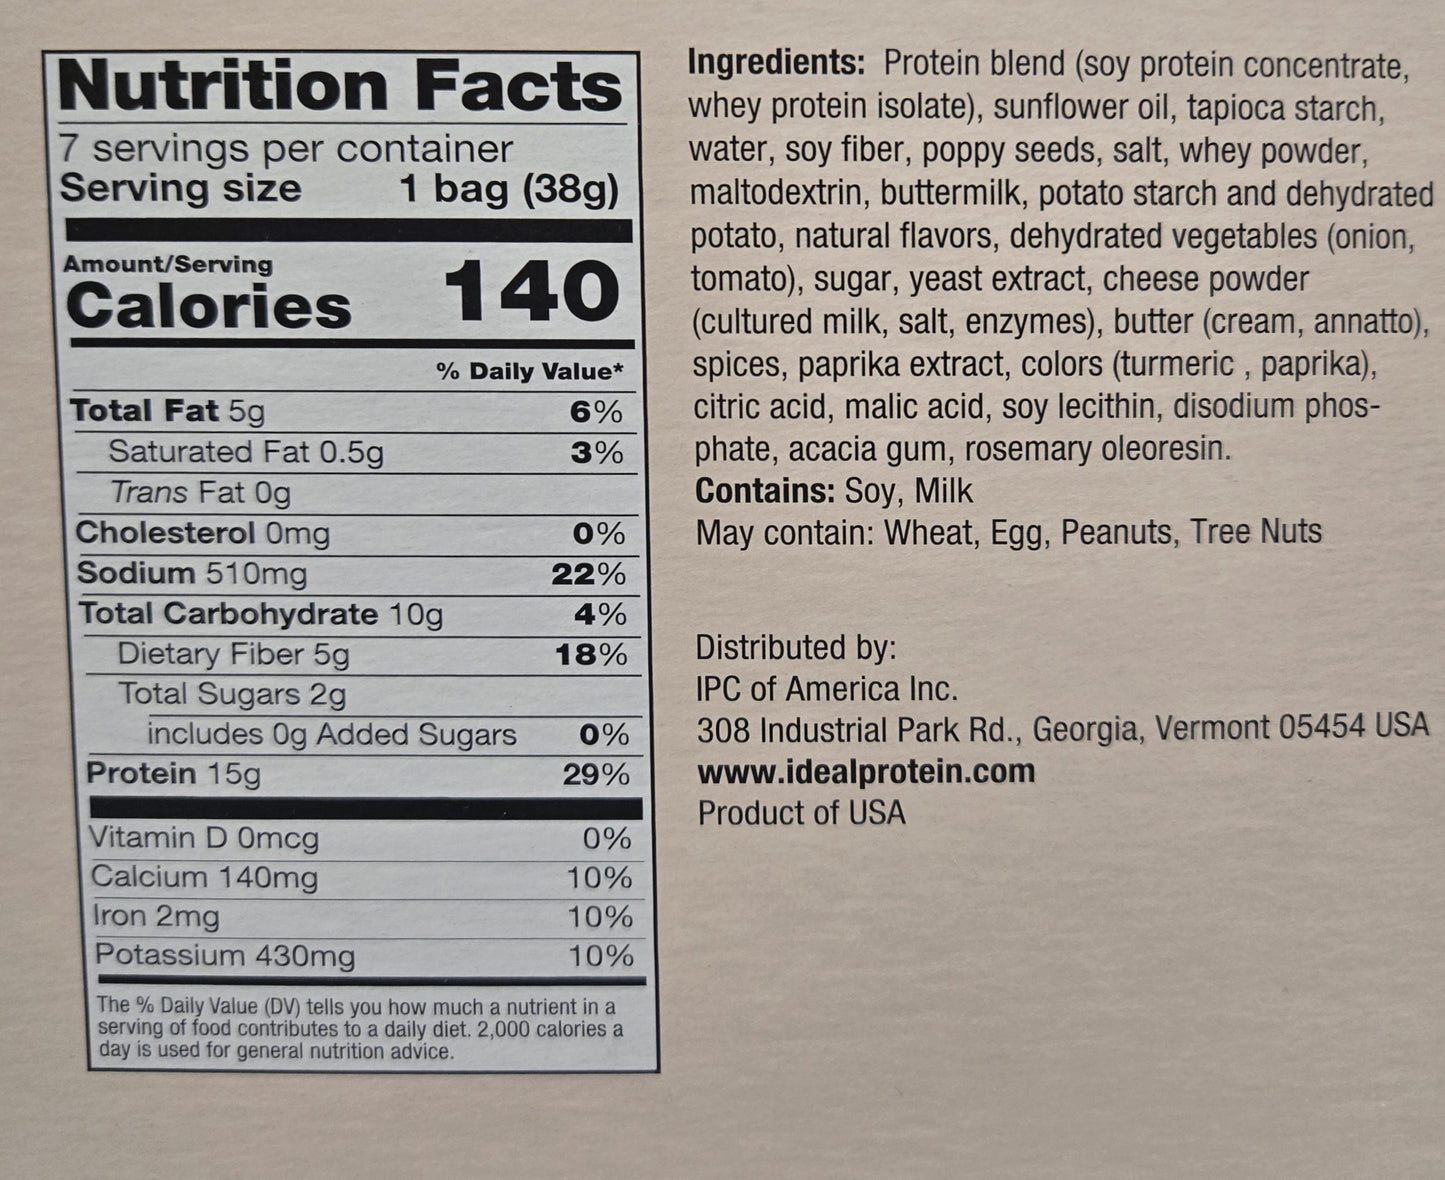 Nutrition Facts
7 servings per container
Serving size 1 bag (38g)
Amount/Serving
Calories 140
% Daily Value*
Total Fat 5g 6%
Saturated Fat 0.5g 3%
Trans Fat 0g
Cholesterol 0mg 0%
Sodium 510mg 22%
Total Carbohydrate 10g 4%
Dietary Fiber 5g 18%
Total Sugars 2g
includes 0g Added Sugars 0%
Protein 15g 29%
Vitamin D 0mcg 0%
Calcium 140mg 10%
Iron 2mg 10%
Potassium 430mg 10%
The % Daily Value (DV) tells you how much a nutrient in a
serving of food contributes to a daily diet. 2,000 calories a
day is used for general nutrition advice.
Ingredients: Protein blend (soy protein concentrate,
whey protein isolate), sunflower oil, tapioca starch,
water, soy fiber, poppy seeds, salt, whey powder,
maltodextrin, buttermilk, potato starch and dehydrated
potato, natural flavors, dehydrated vegetables (onion,
tomato), sugar, yeast extract, cheese powder
(cultured milk, salt, enzymes), butter (cream, annatto),
spices, paprika extract, colors (turmeric , paprika),
citric acid, malic acid, soy lecithin, disodium phos-
phate, acacia gum, rosemary oleoresin.
Contains: Soy, Milk
May contain: Wheat, Egg, Peanuts, Tree Nuts
Distributed by:
IPC of America Inc.
308 Industrial Park Rd., Georgia, Vermont 05454 USA
www.idealprotein.com
Product of USA